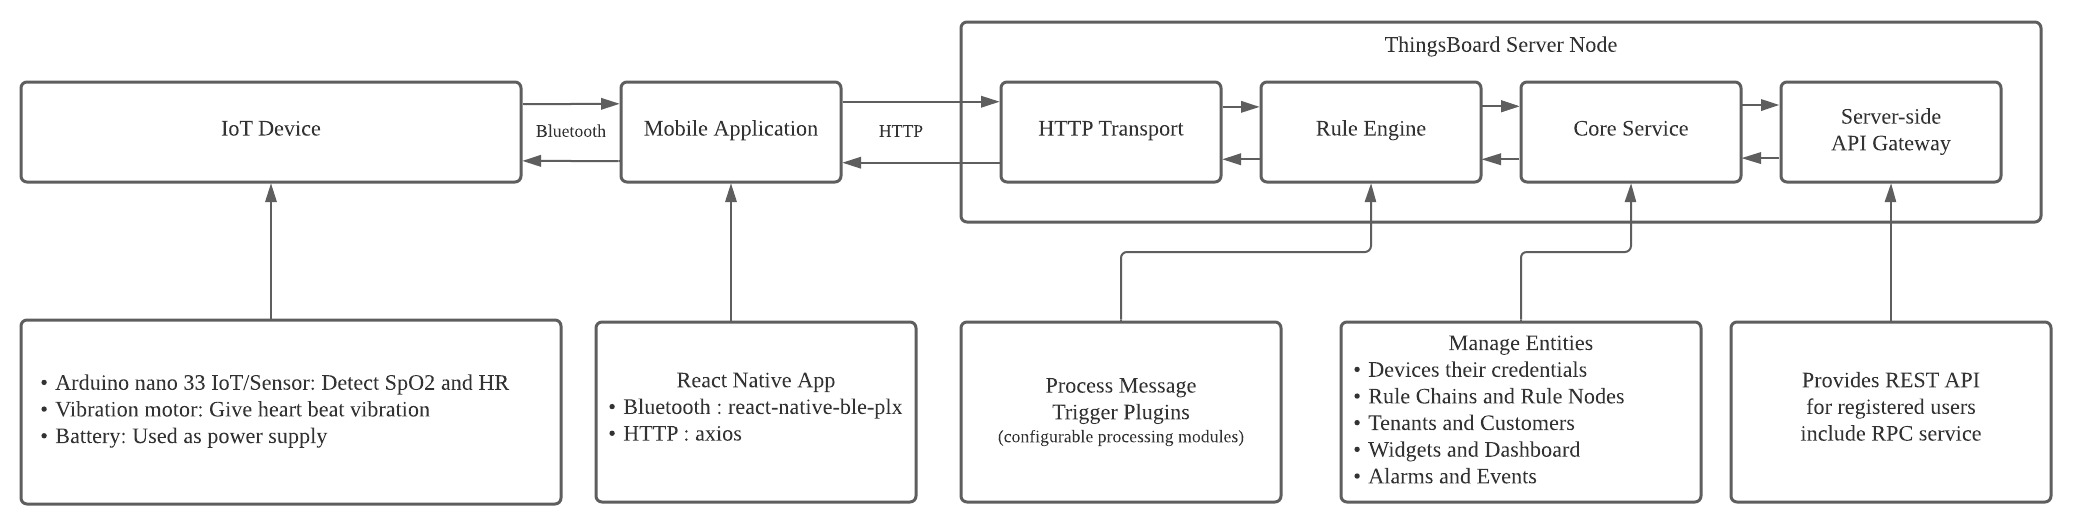 ThingsBoard Server Node
IoT Device
Bluetooth
Mobile Application
HTTP
HTTP Transport
Rule Engine
Core Service
Server-side
API Gateway
• Arduino nano 33 IoT/Sensor: Detect SpO2 and HR
• Vibration motor: Give heart beat vibration
• Battery: Used as power supply
React Native App
• Bluetooth : react-native-ble-plx
• HTTP : axios
Process Message
Trigger Plugins
(configurable processing modules)
Manage Entities
• Devices their credentials
• Rule Chains and Rule Nodes
• Tenants and Customers
• Widgets and Dashboard
• Alarms and Events
Provides REST API
for registered users
include RPC service